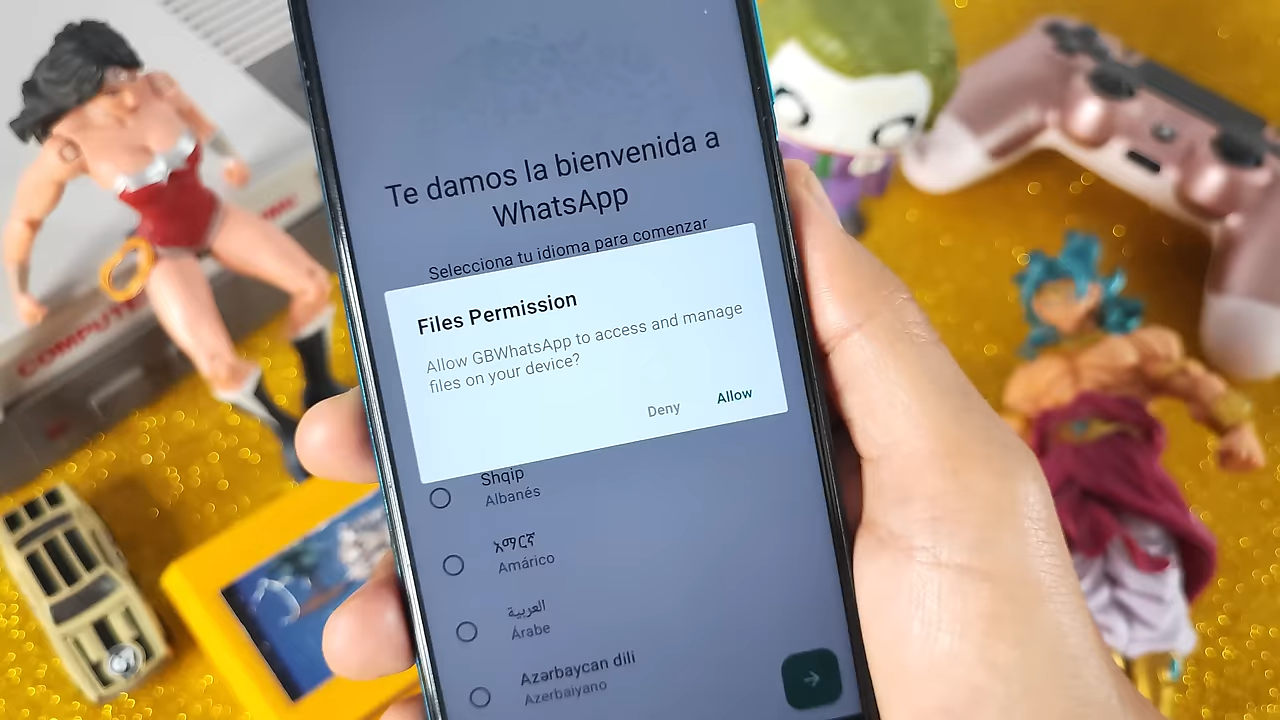 Te damos la bienvenida a
WhatsApp
Selecciona tu idioma para comenzar
Files Permission
Allow GBWhatsApp to access and manage
files on your device?
Deny
Allow
Shqip
Albanés
አማርኛ
Amárico
العربية
Árabe
Azərbaycan dili
Azerbaiyano